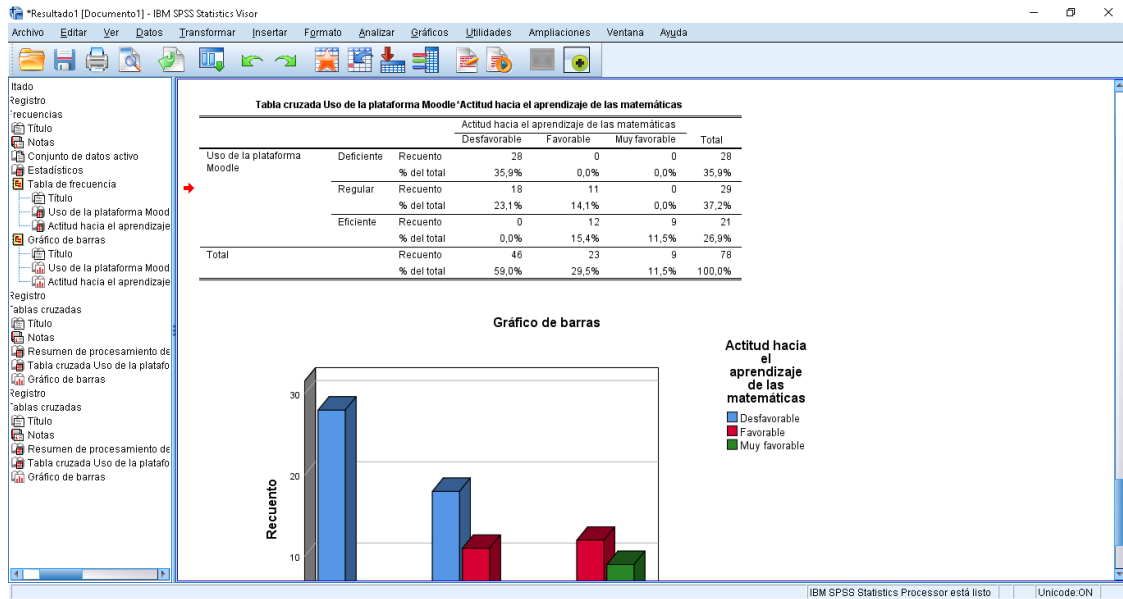 *Resultado1 [Documento1] - IBM SPSS Statistics Visor
Archivo Editar Ver Datos Transformar Insertar Formato Analizar Gráficos Utilidades Ampliaciones Ventana Ayuda
ltado
Registro
Frecuencias
Título
Notas
Conjunto de datos activo
Estadísticos
Tabla de frecuencia
Título
Uso de la plataforma Mood
Actitud hacia el aprendizaje
Gráfico de barras
Título
Uso de la plataforma Mood
Actitud hacia el aprendizaje
Registro
Tablas cruzadas
Título
Notas
Resumen de procesamiento de
Tabla cruzada Uso de la platafo
Gráfico de barras
Registro
Tablas cruzadas
Título
Notas
Resumen de procesamiento de
Tabla cruzada Uso de la platafo
Gráfico de barras
Tabla cruzada Uso de la plataforma Moodle*Actitud hacia el aprendizaje de las matemáticas
Actitud hacia el aprendizaje de las matemáticas
Desfavorable Favorable Muy favorable Total
Uso de la plataforma Moodle Deficiente Recuento 28 0 0 28
% del total 35,9% 0,0% 0,0% 35,9%
Regular Recuento 18 11 0 29
% del total 23,1% 14,1% 0,0% 37,2%
Eficiente Recuento 0 12 9 21
% del total 0,0% 15,4% 11,5% 26,9%
Total Recuento 46 23 9 78
% del total 59,0% 29,5% 11,5% 100,0%
Gráfico de barras
Recuento
30
20
10
Actitud hacia
el
aprendizaje
de las
matemáticas
Desfavorable
Favorable
Muy favorable
IBM SPSS Statistics Processor está listo Unicode:ON